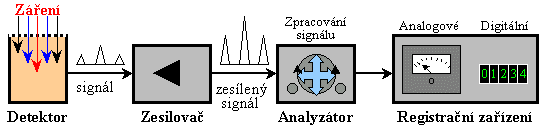 Záření
signál
zesílený
signál
Zpracování
signálu
Analogové
Digitální
01234
Detektor
Zesilovač
Analyzátor
Registrační zařízení